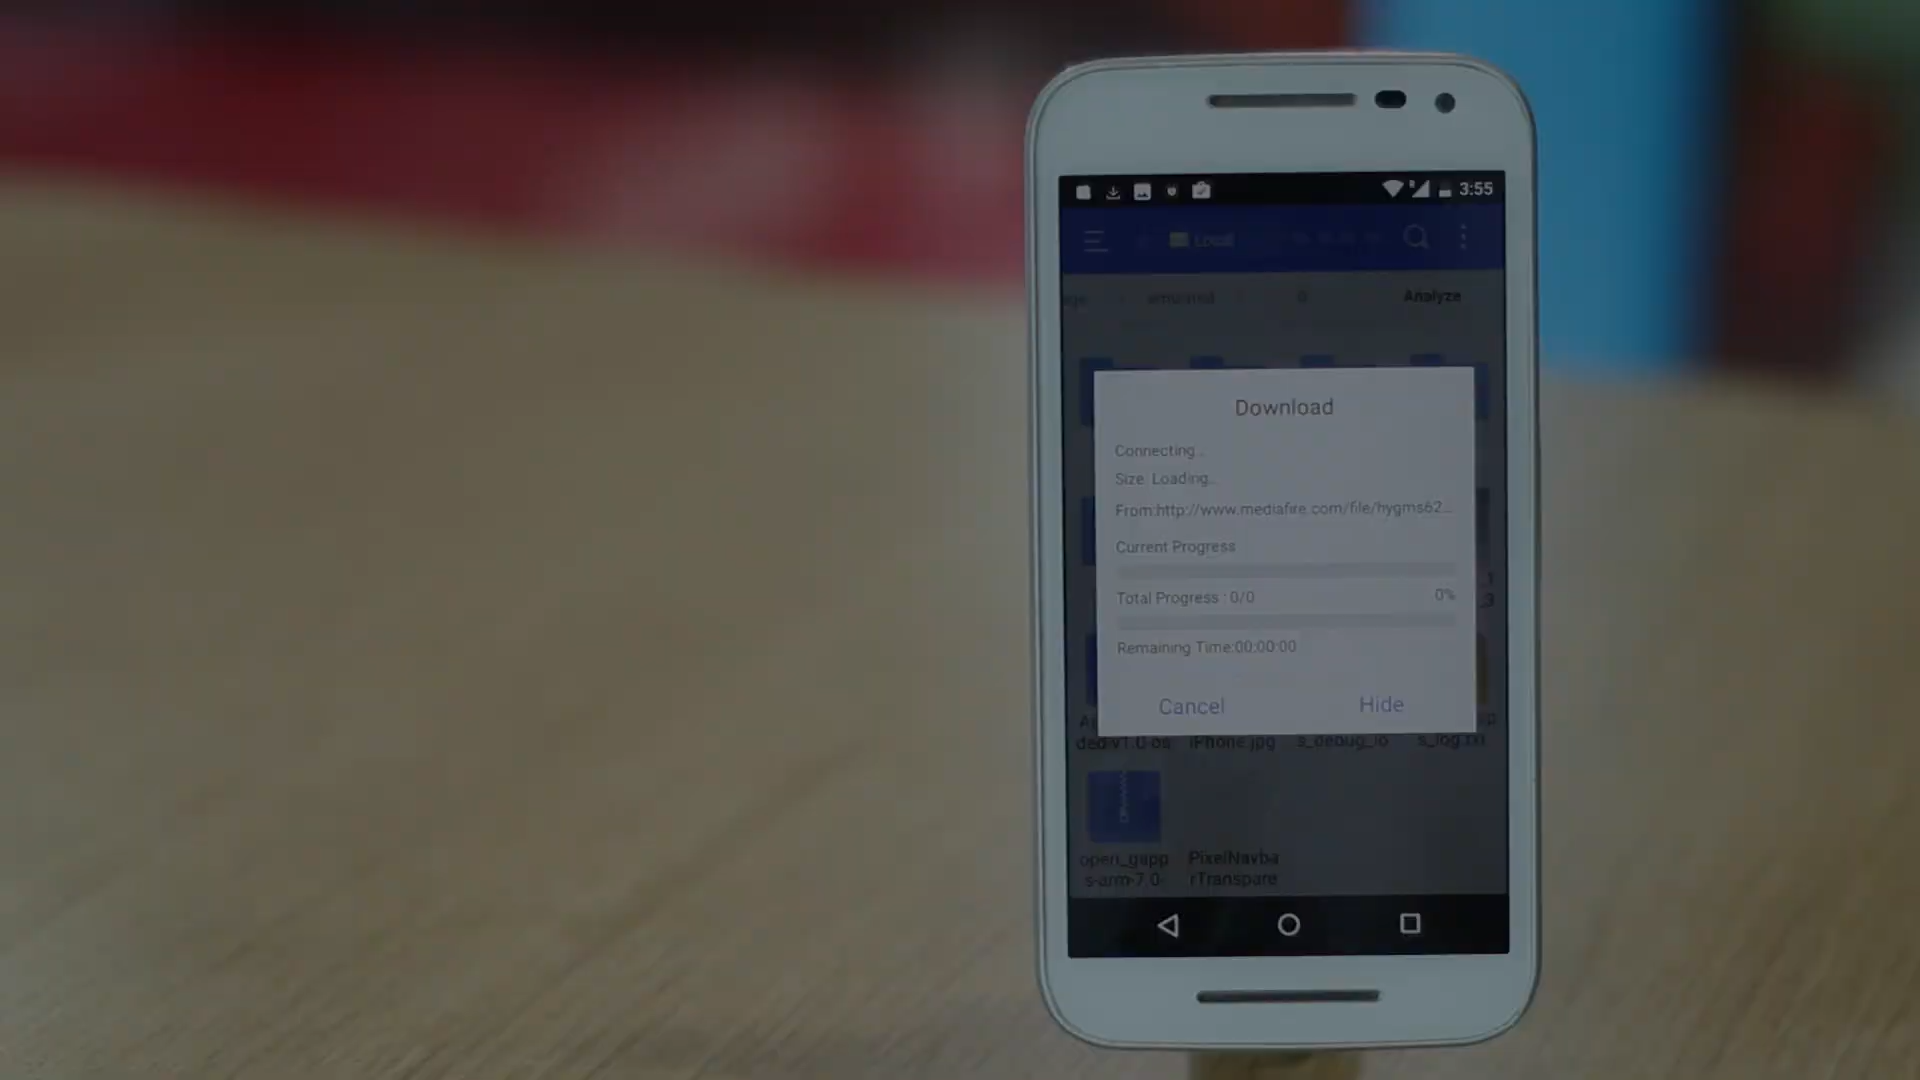 3:55
Local
Analyze
Download
Connecting..
Size: Loading..
From:http://www.mediafire.com/file/hygms62...
Current Progress
Total Progress : 0/0 0%
Remaining Time:00:00:00
Cancel Hide
ded v1.0 os iPhone.jpg s_debug_lo s_log.txt
open_gapp PixelNavba
s-arm-7.0- rTranspare